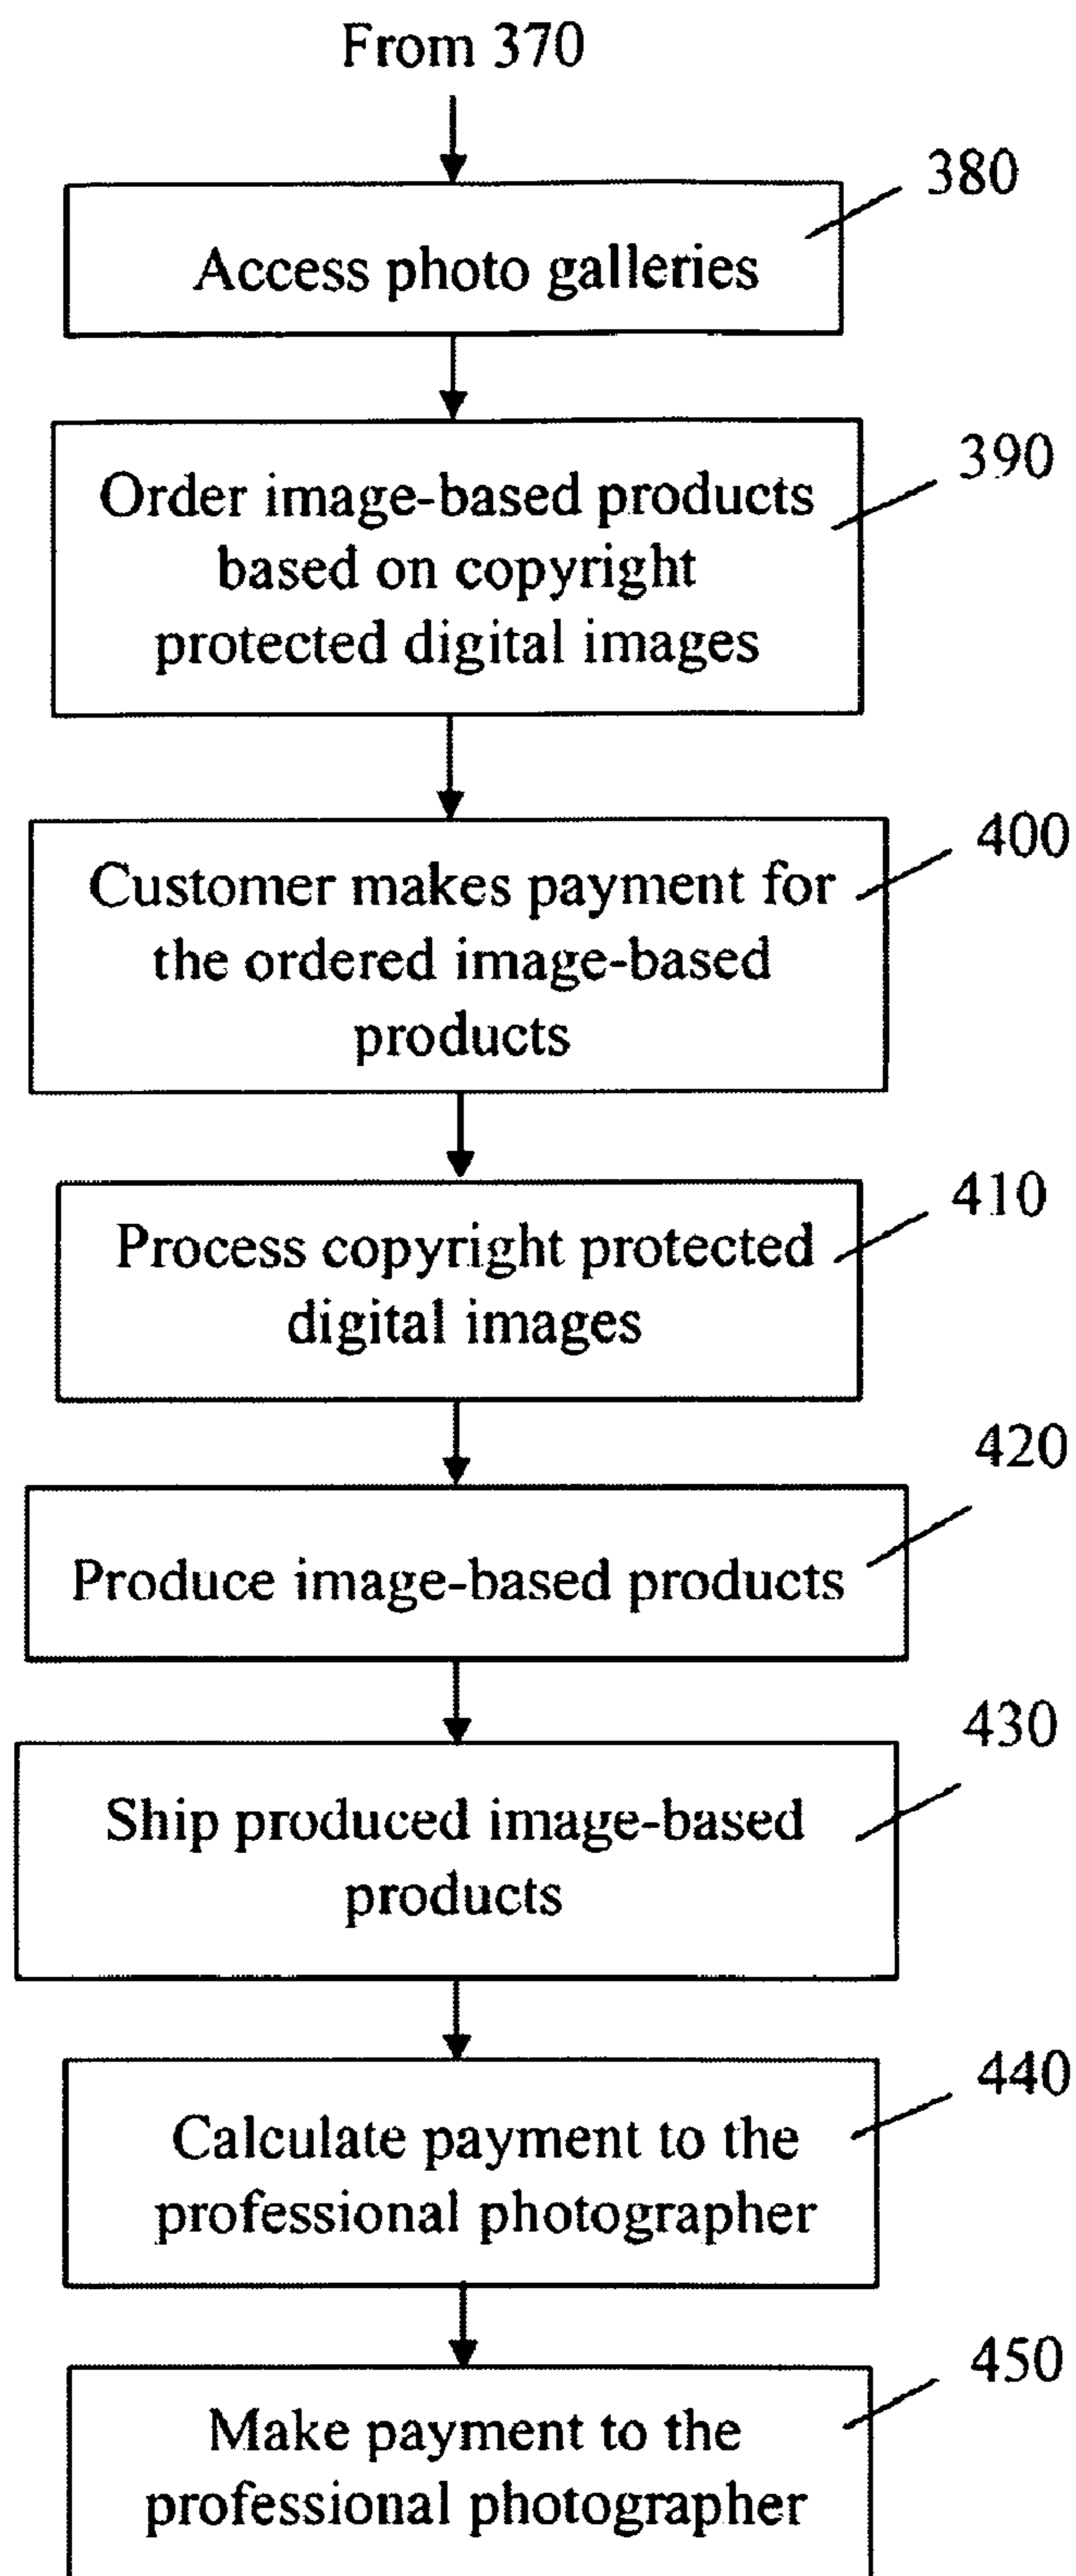 From 370
380
Access photo galleries
390
Order image-based products
based on copyright
protected digital images
400
Customer makes payment for
the ordered image-based
products
410
Process copyright protected
digital images
420
Produce image-based products
430
Ship produced image-based
products
440
Calculate payment to the
professional photographer
450
Make payment to the
professional photographer